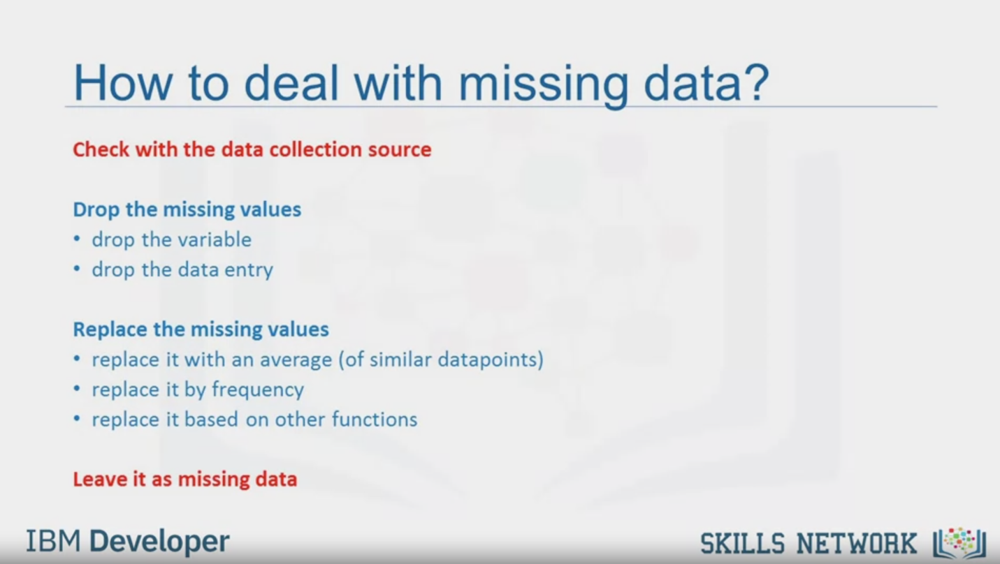 How to deal with missing data?
Check with the data collection source
Drop the missing values
• drop the variable
• drop the data entry
Replace the missing values
• replace it with an average (of similar datapoints)
• replace it by frequency
• replace it based on other functions
Leave it as missing data
IBM Developer
SKILLS NETWORK